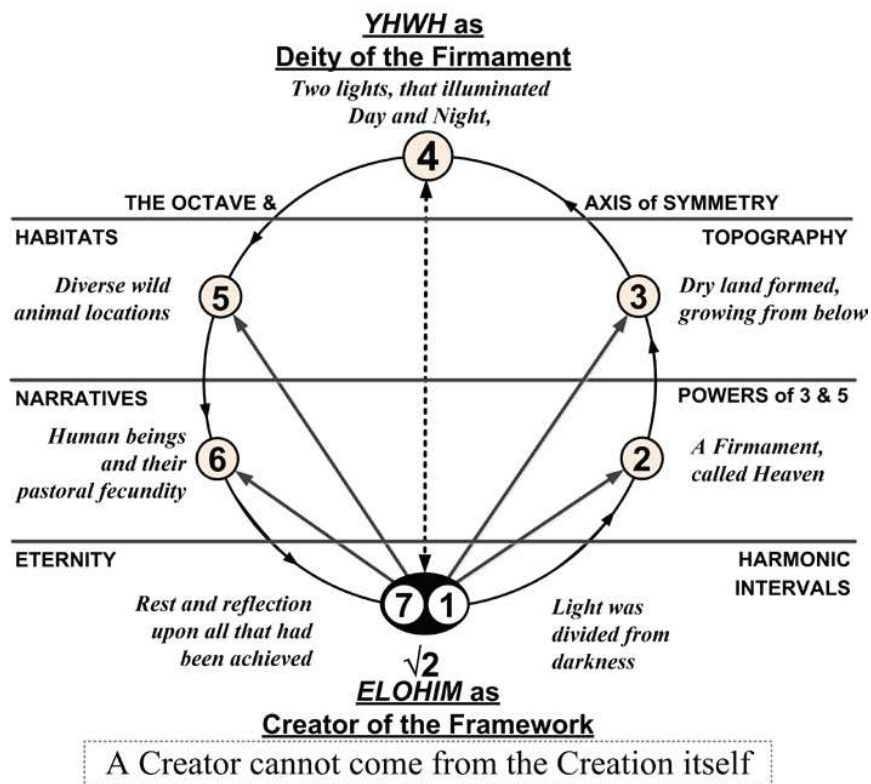 YHWH as
Deity of the Firmament
Two lights, that illuminated
Day and Night,
4
THE OCTAVE &
AXIS of SYMMETRY
HABITATS
TOPOGRAPHY
Diverse wild
animal locations
5
3
Dry land formed,
growing from below
NARRATIVES
POWERS of 3 & 5
Human beings
and their
pastoral fecundity
6
2
A Firmament,
called Heaven
ETERNITY
HARMONIC
INTERVALS
Rest and reflection
upon all that had
been achieved
7 1
Light was
divided from
darkness
√2
ELOHIM as
Creator of the Framework
A Creator cannot come from the Creation itself